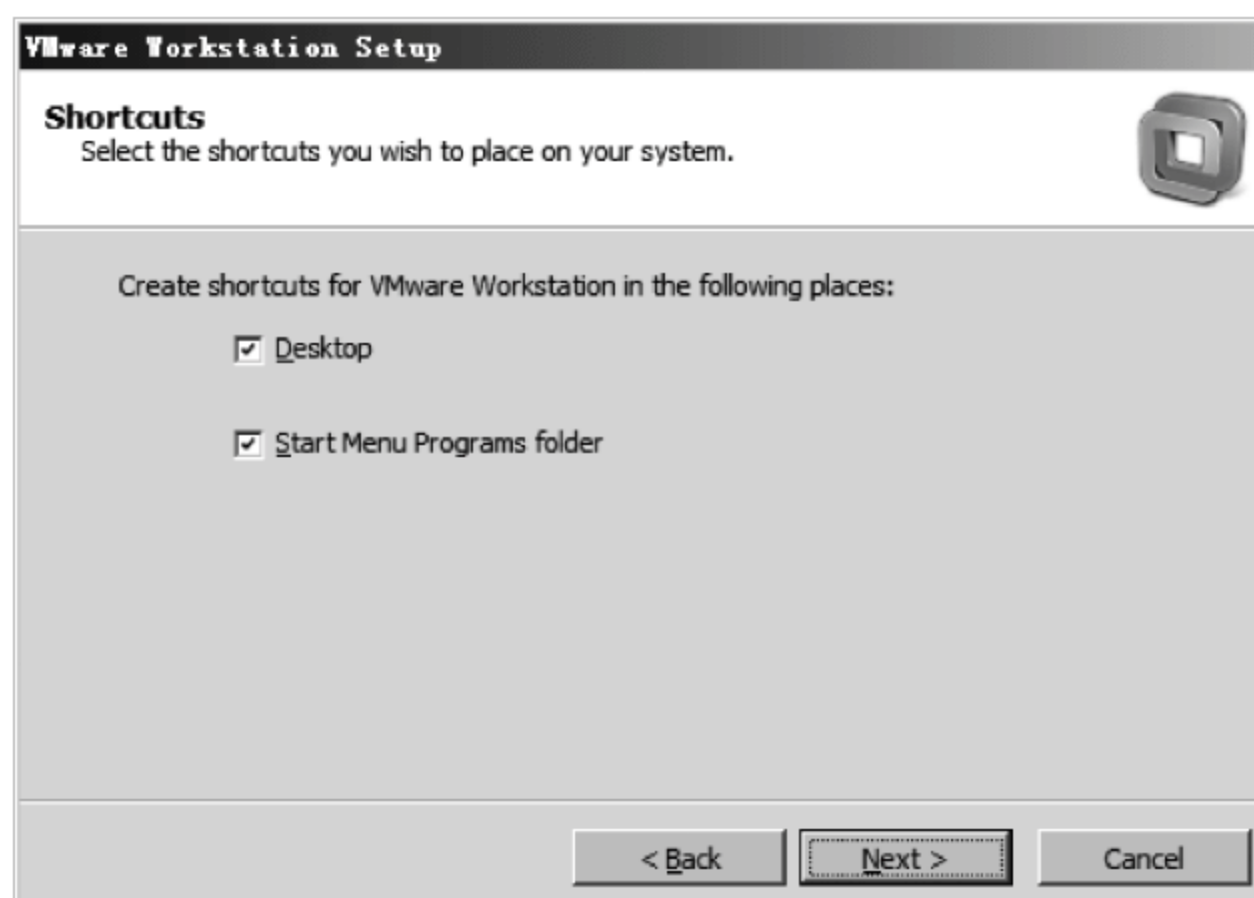 VMware Workstation Setup
Shortcuts
Select the shortcuts you wish to place on your system.
Create shortcuts for VMware Workstation in the following places:
Desktop
Start Menu Programs folder
< Back Next > Cancel